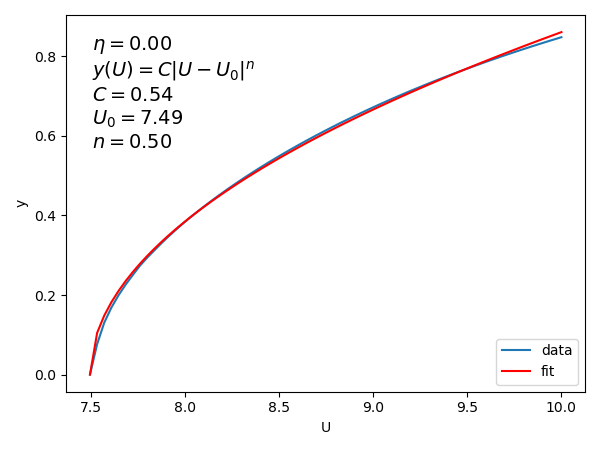 η = 0.00
y(U) = C|U − U₀|ⁿ
C = 0.54
U₀ = 7.49
n = 0.50
0.8
0.6
0.4
0.2
0.0
y
7.5 8.0 8.5 9.0 9.5 10.0
U
data
fit